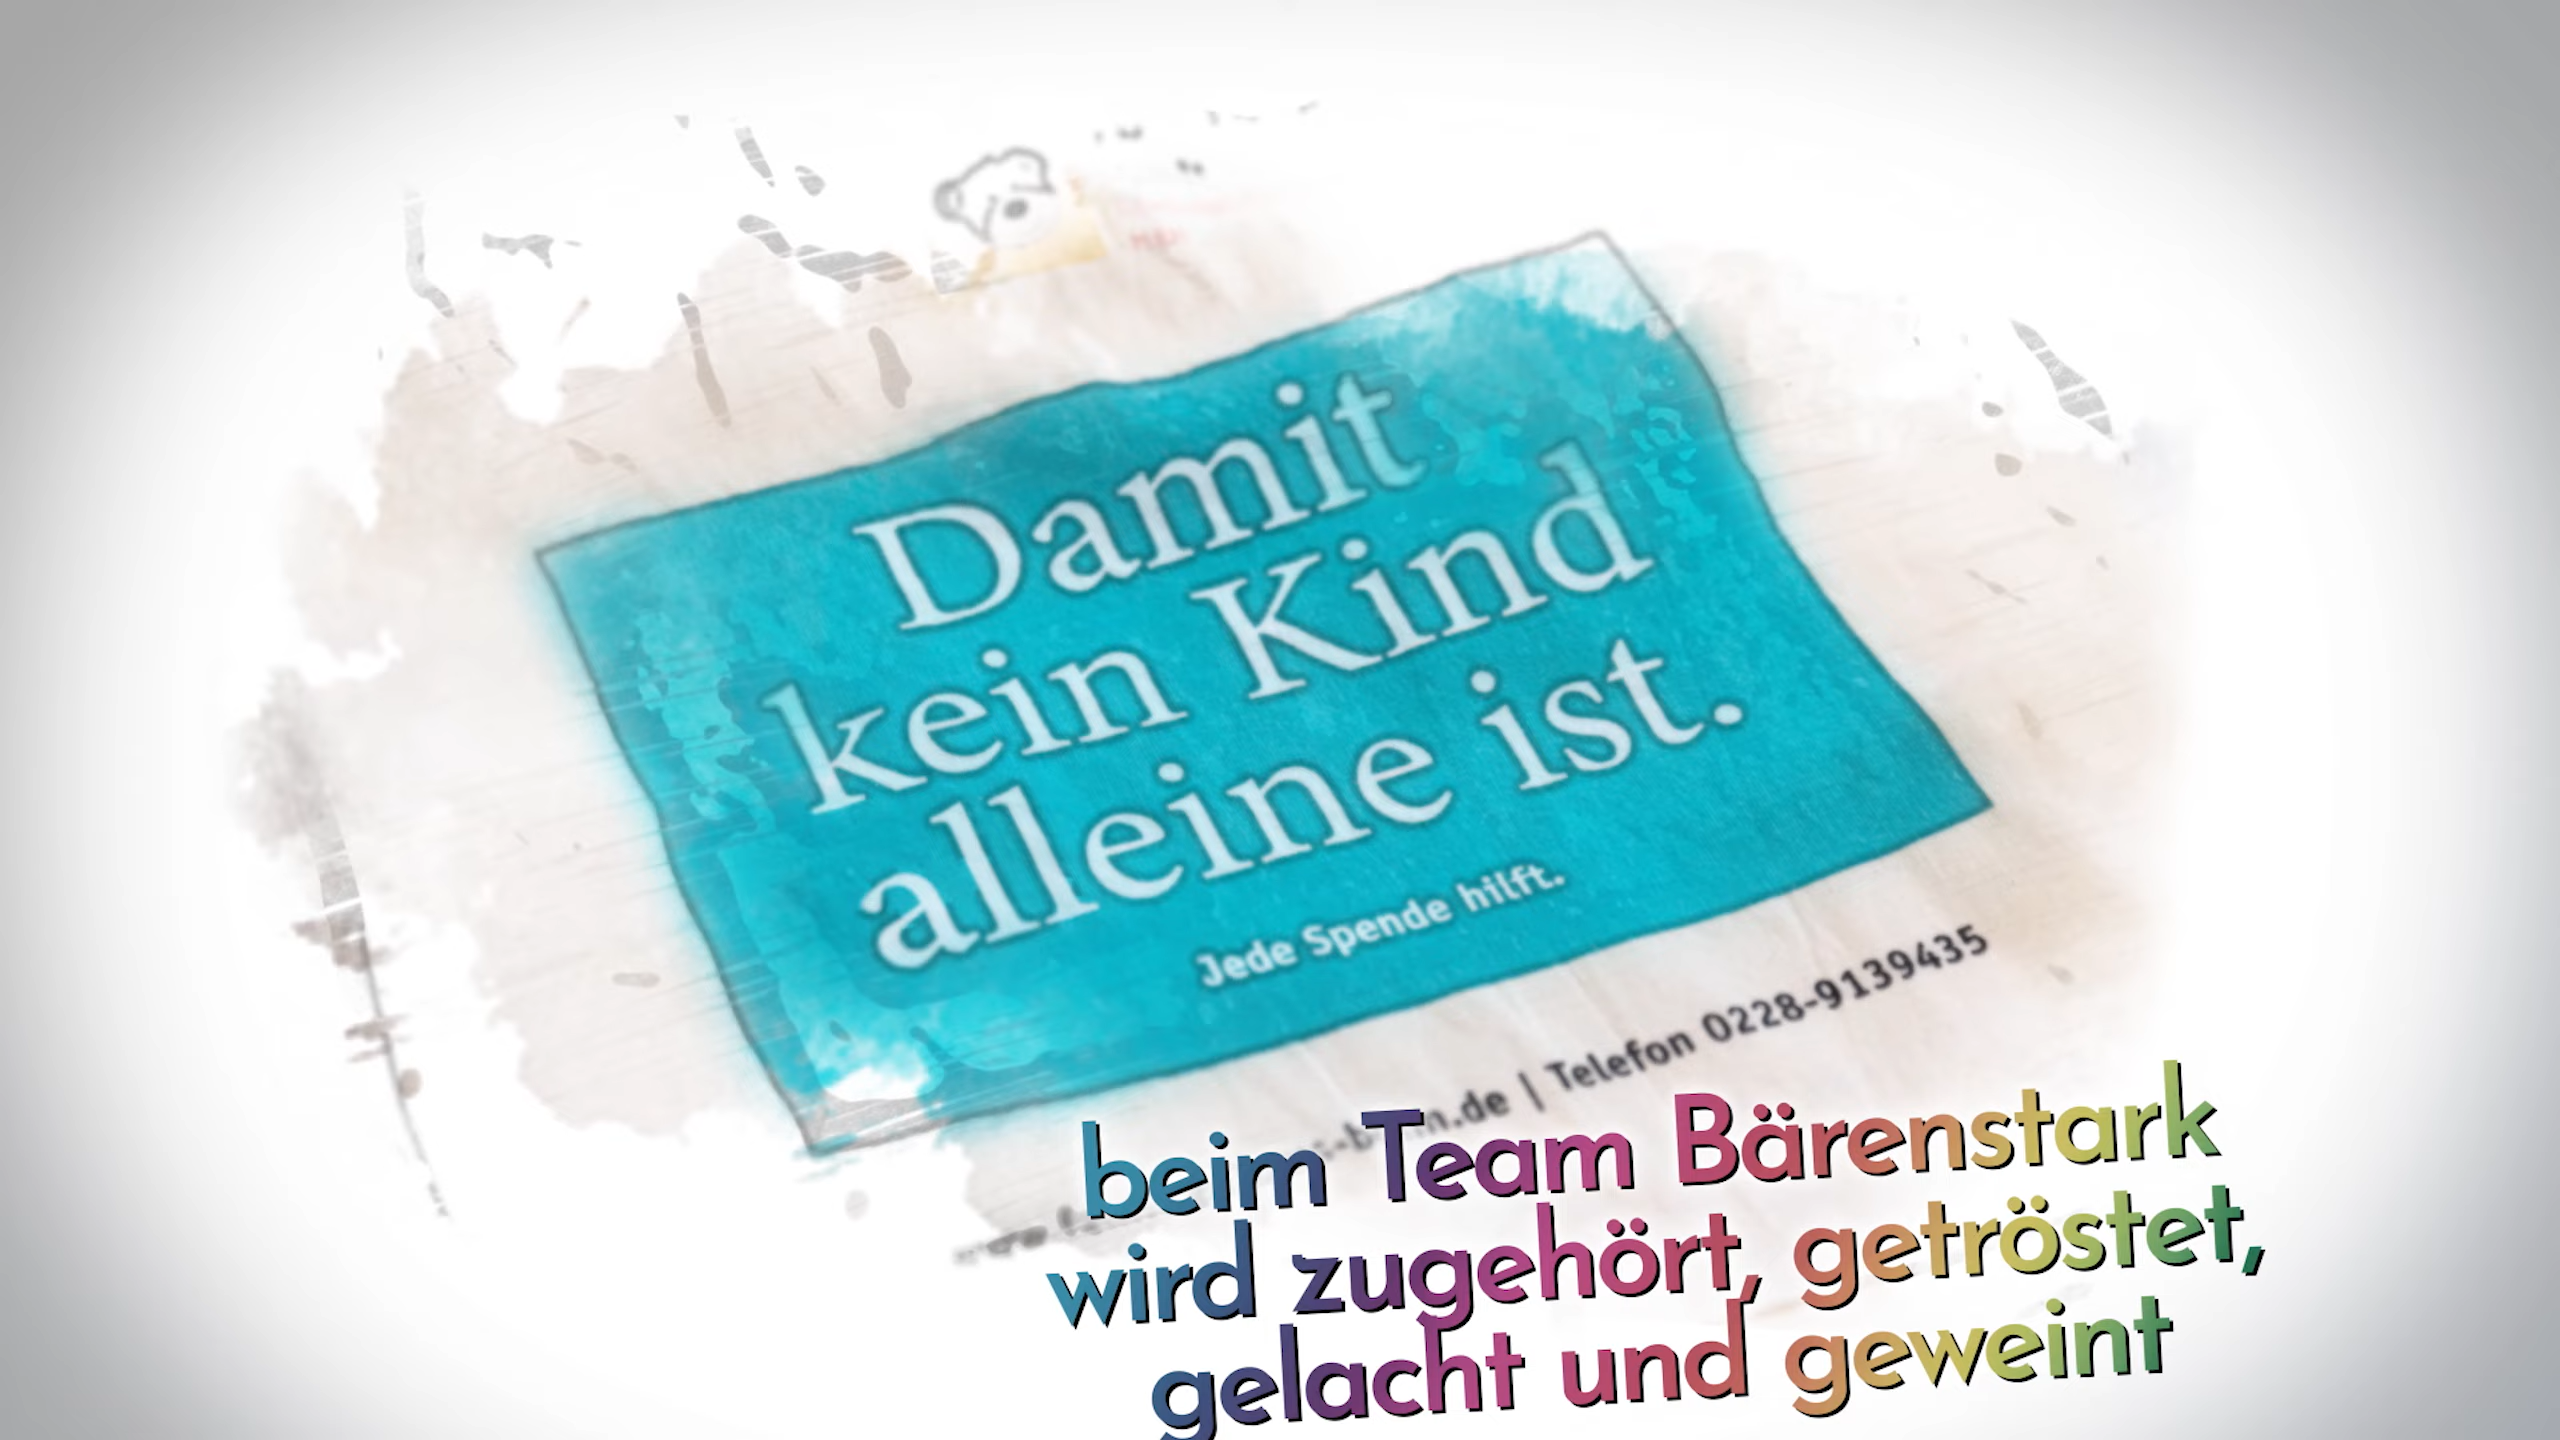 Damit
kein Kind
alleine ist.
Jede Spende hilft.
| Telefon 0228-9139435
beim Team Bärenstark
wird zugehört, getröstet,
gelacht und geweint